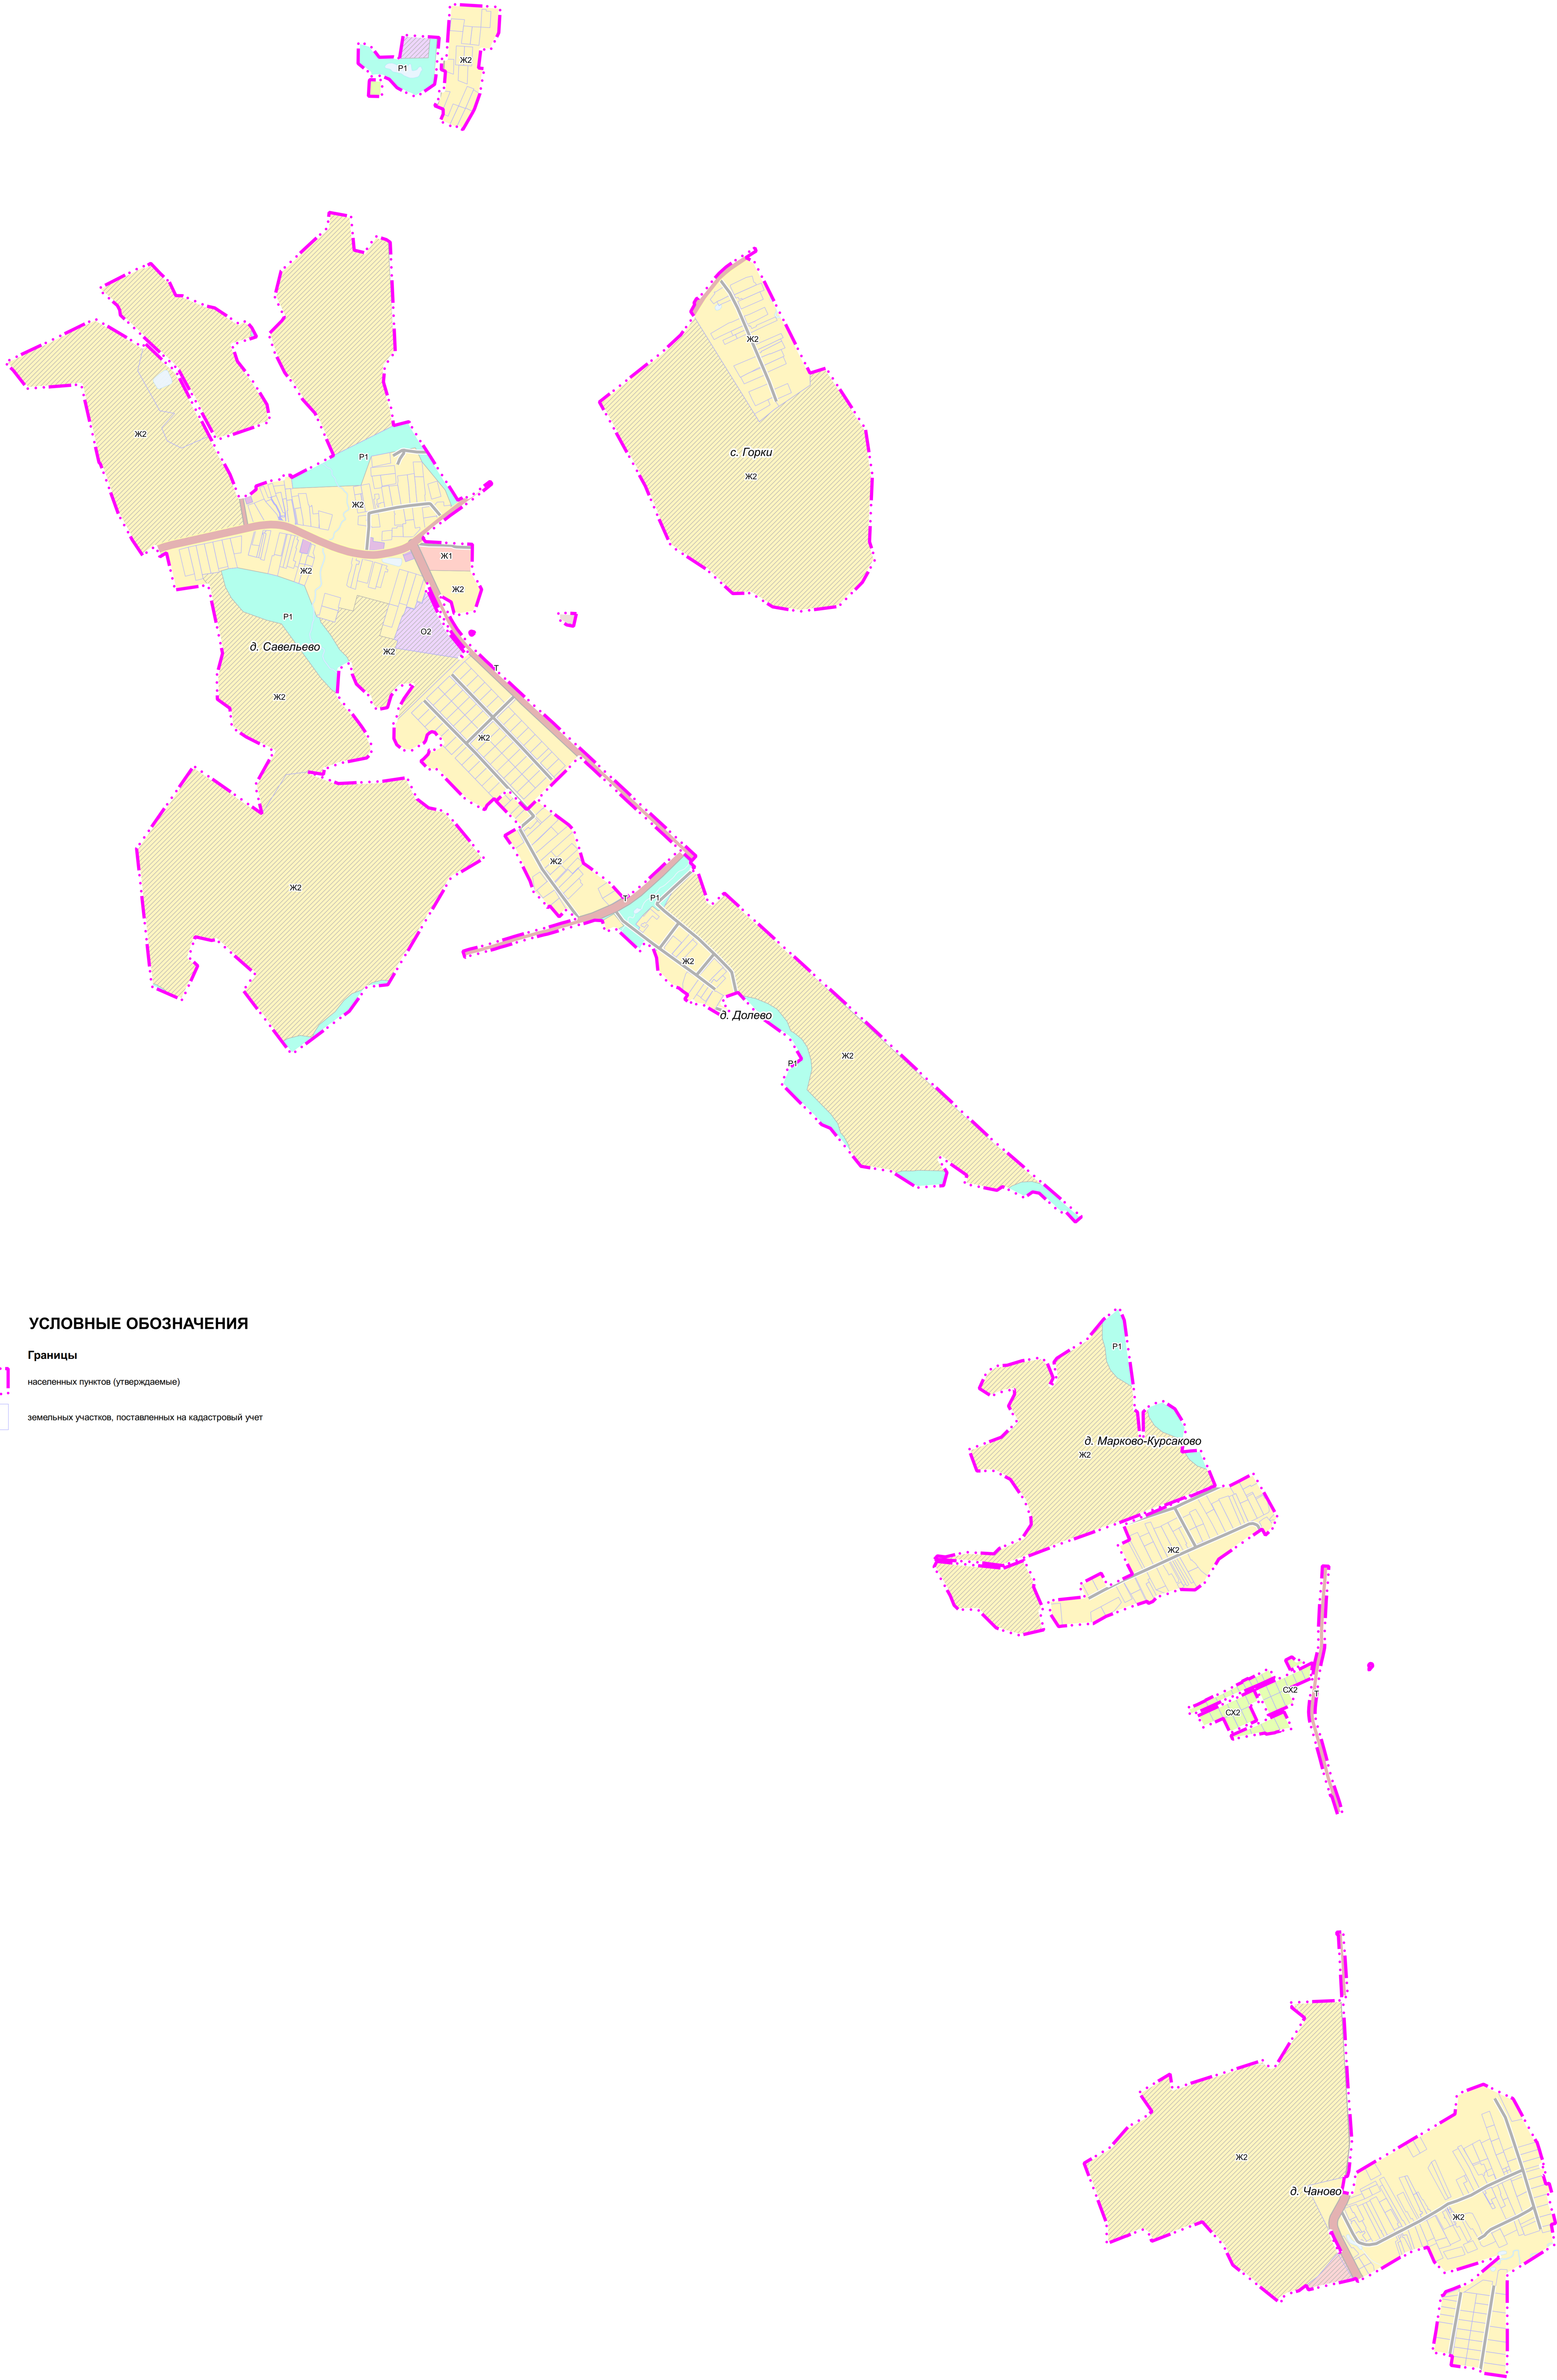 Ж2
Р1
Ж2
Ж2
с. Горки
Ж2
Р1
Ж2
Ж1
Ж2
Ж2
Р1
О2
д. Савельево
Ж2
Т
Ж2
Ж2
Ж2
Ж2
Т
Р1
Ж2
д. Долево
Ж2
Р1
УСЛОВНЫЕ ОБОЗНАЧЕНИЯ
Границы
населенных пунктов (утверждаемые)
земельных участков, поставленных на кадастровый учет
Р1
д. Марково-Курсаково
Ж2
Ж2
СХ2
Т
СХ2
Ж2
д. Чаново
Ж2